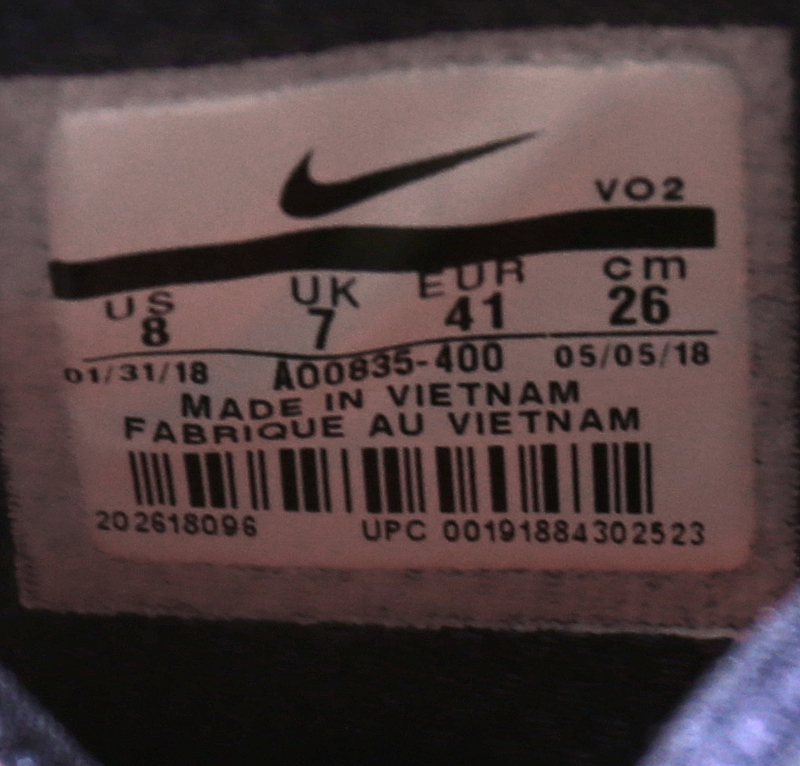 VO2
US UK EUR cm
8 7 41 26
01/31/18 AO0835-400 05/05/18
MADE IN VIETNAM
FABRIQUE AU VIETNAM
202618096 UPC 00191884302523